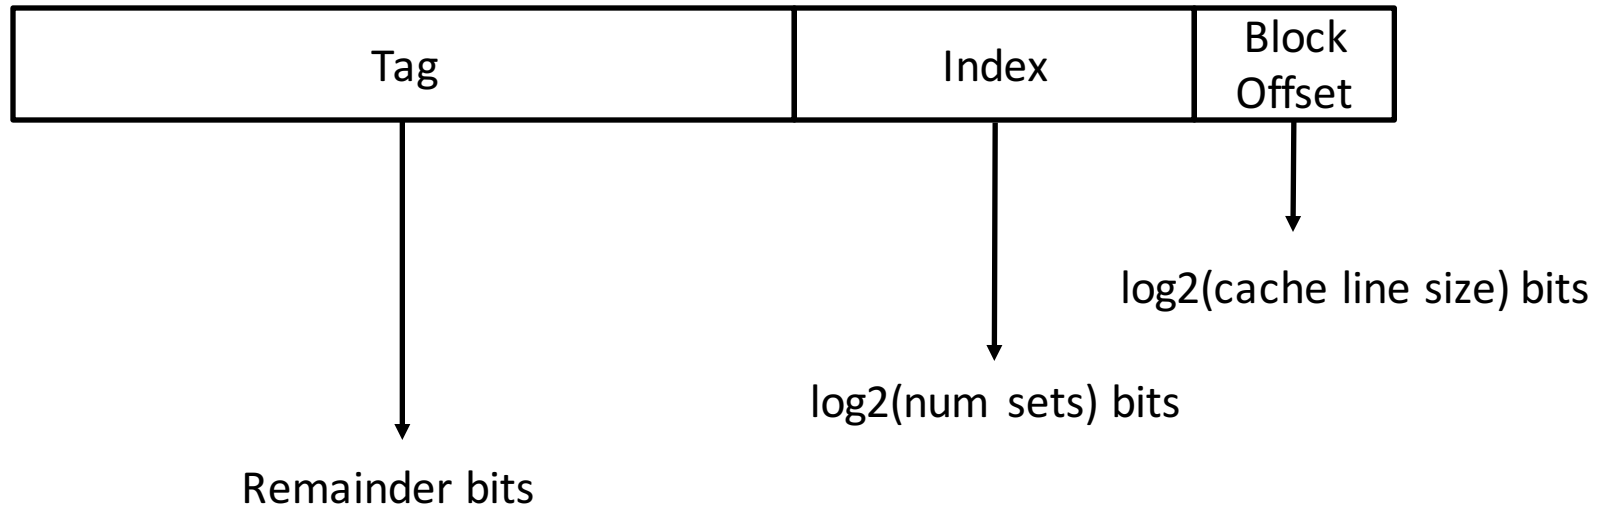 Tag
Index
Block
Offset
log2(cache line size) bits
log2(num sets) bits
Remainder bits